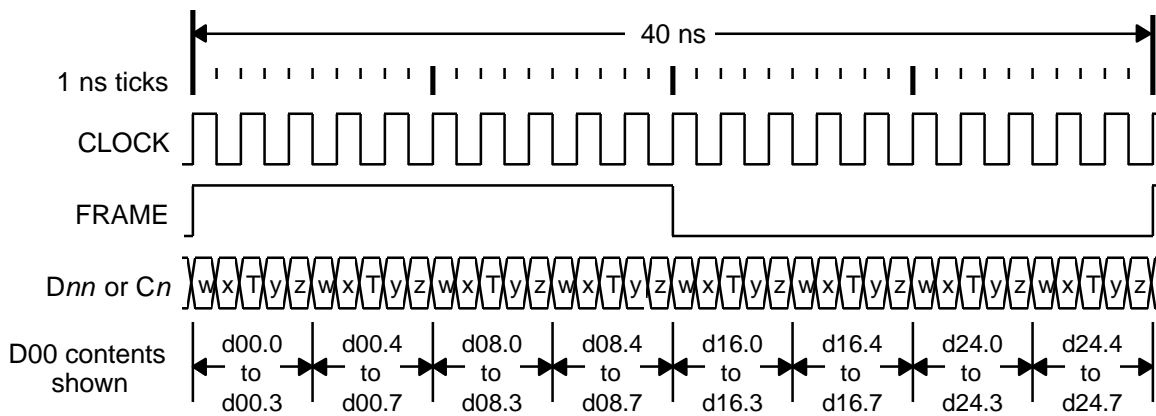 40 ns
1 ns ticks
CLOCK
FRAME
Dnn or Cn w x T y z w x T y z w x T y z w x T y z w x T y z w x T y z w x T y z w x T y z
D00 contents shown
d00.0 to d00.3
d00.4 to d00.7
d08.0 to d08.3
d08.4 to d08.7
d16.0 to d16.3
d16.4 to d16.7
d24.0 to d24.3
d24.4 to d24.7